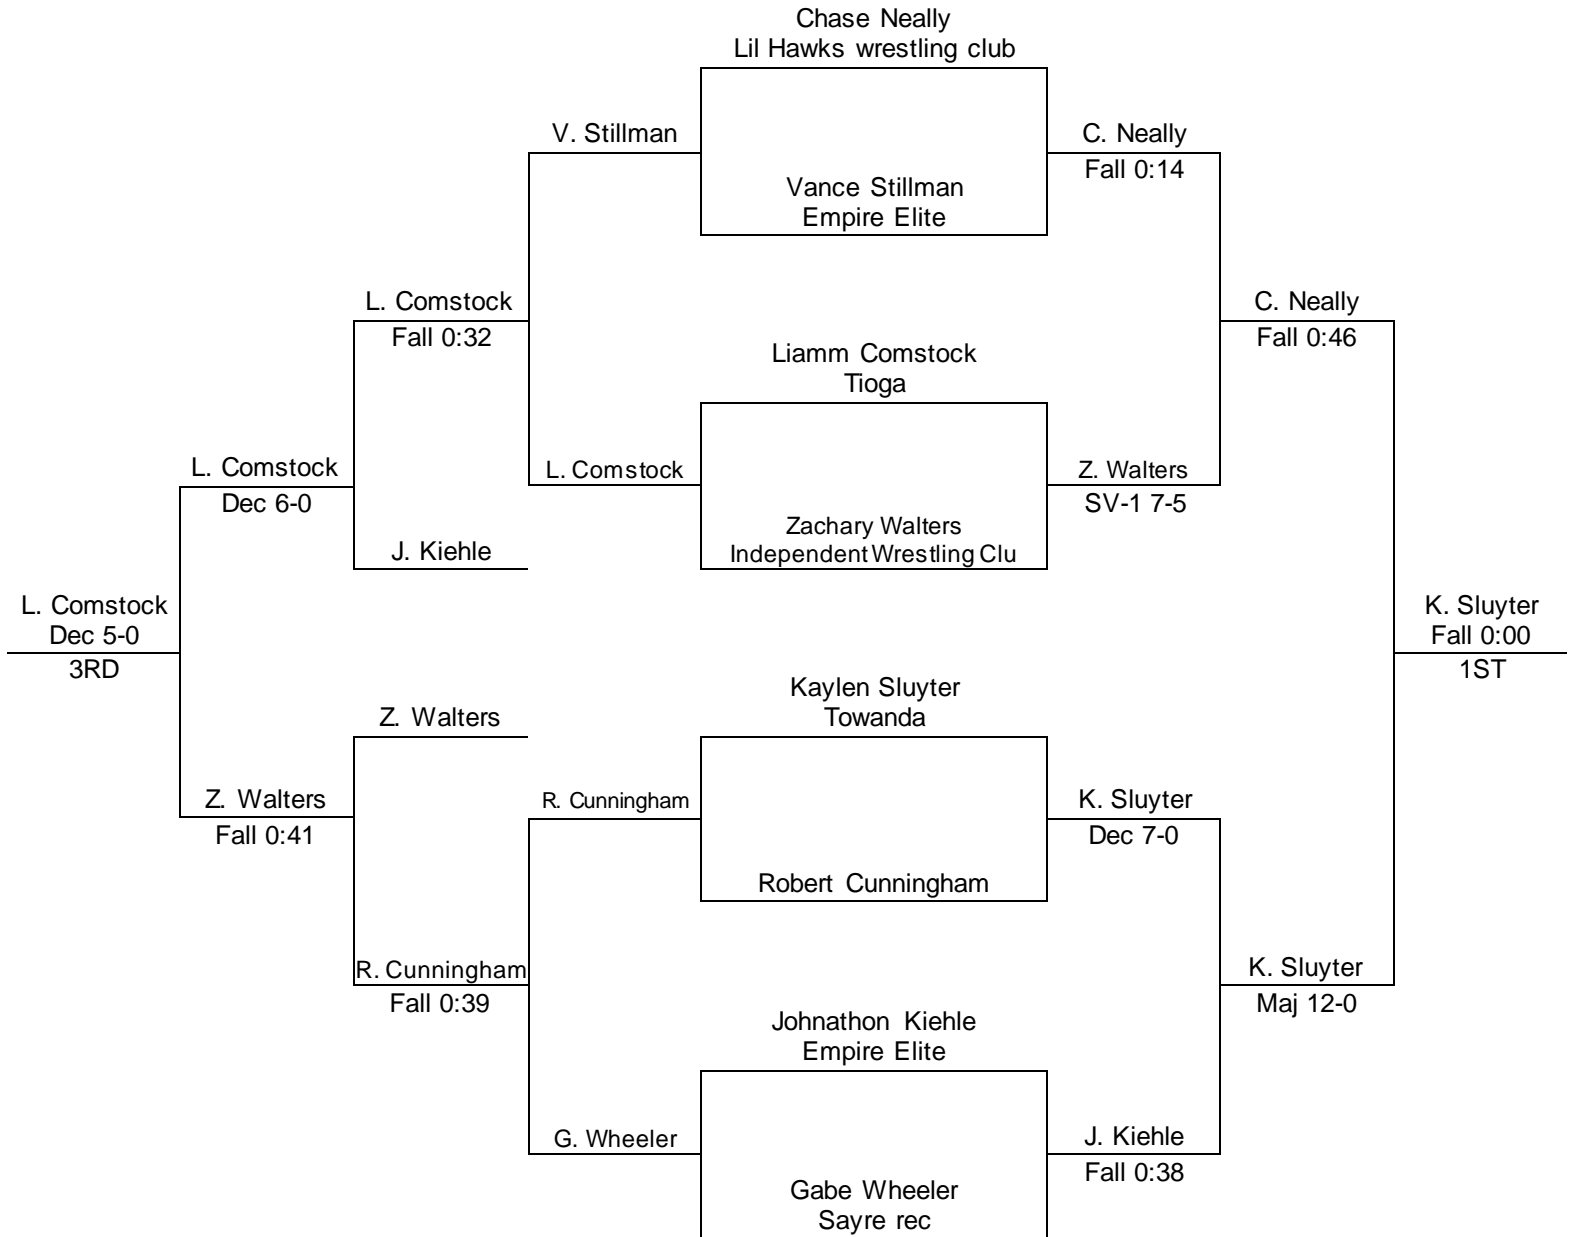 Chase Neally
Lil Hawks wrestling club
V. Stillman
C. Neally
Fall 0:14
Vance Stillman
Empire Elite
L. Comstock
Fall 0:32
C. Neally
Fall 0:46
Liamm Comstock
Tioga
L. Comstock
Dec 6-0
L. Comstock
Z. Walters
SV-1 7-5
Zachary Walters
Independent Wrestling Clu
J. Kiehle
L. Comstock
Dec 5-0
3RD
K. Sluyter
Fall 0:00
1ST
Kaylen Sluyter
Towanda
Z. Walters
Z. Walters
Fall 0:41
R. Cunningham
K. Sluyter
Dec 7-0
Robert Cunningham
R. Cunningham
Fall 0:39
K. Sluyter
Maj 12-0
Johnathon Kiehle
Empire Elite
G. Wheeler
J. Kiehle
Fall 0:38
Gabe Wheeler
Sayre rec